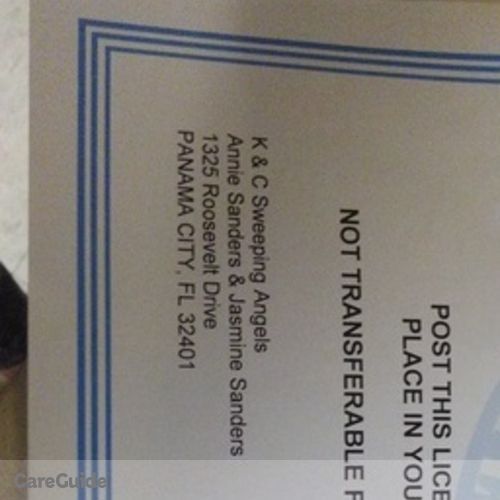 POST THIS LICE
PLACE IN YOU
NOT TRANSFERABLE
K & C Sweeping Angels
Annie Sanders & Jasmine Sanders
1325 Roosevelt Drive
PANAMA CITY, FL 32401
CareGuide